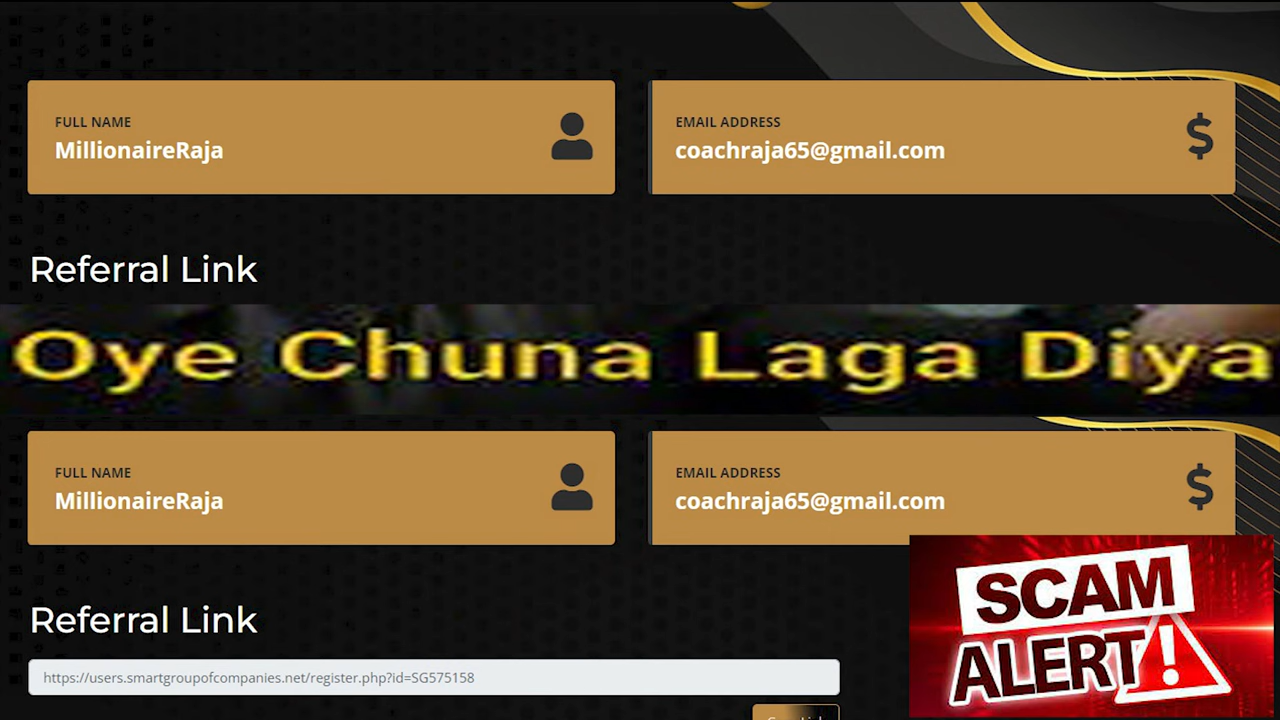 FULL NAME
MillionaireRaja
EMAIL ADDRESS
coachraja65@gmail.com
Referral Link
Oye Chuna Laga Diya
FULL NAME
MillionaireRaja
EMAIL ADDRESS
coachraja65@gmail.com
Referral Link
https://users.smartgroupofcompanies.net/register.php?id=SG575158
SCAM
ALERT!